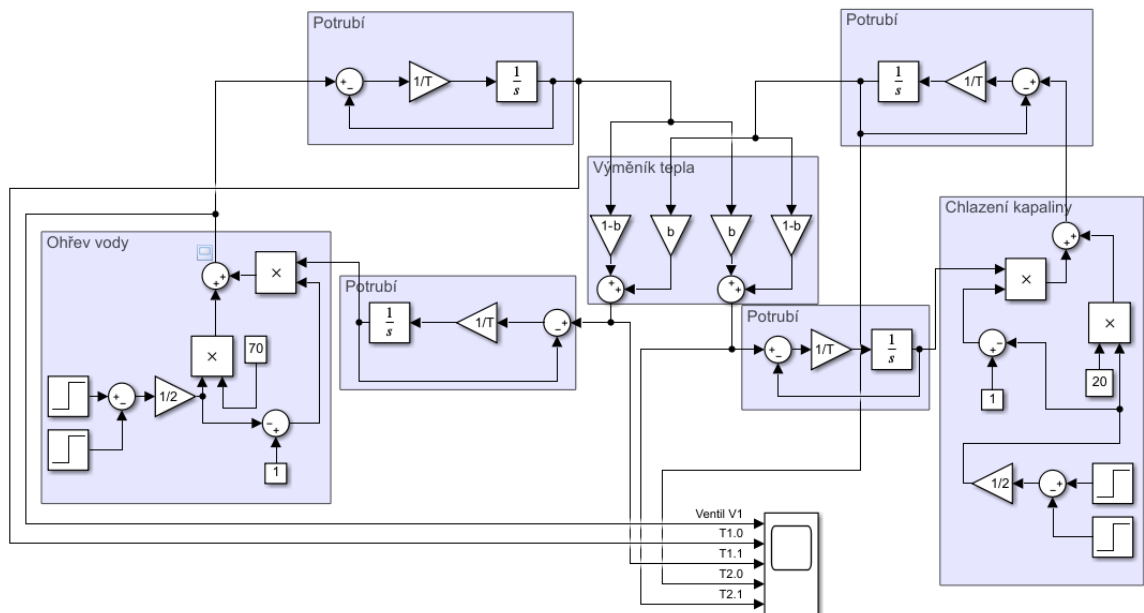 Potrubí
+
-
1/T
1
s
Potrubí
1
s
1/T
-
+
Výměník tepla
1-b
b
b
1-b
+
+
+
+
Chlazení kapaliny
+
+
×
×
+
-
1
20
1/2
-
+
Ohřev vody
+
+
×
×
70
+
-
1/2
-
+
1
Potrubí
1
s
1/T
-
+
Potrubí
+
-
1/T
1
s
Ventil V1
T1.0
T1.1
T2.0
T2.1